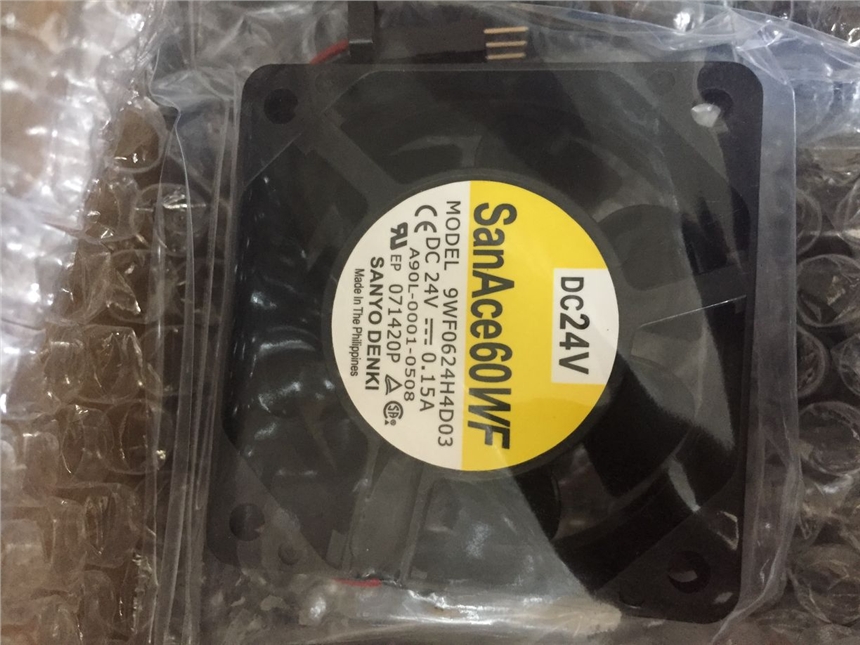 DC24V
SanAce60WF
MODEL 9WF0624H4D03
DC 24V 0.15A
A90L-0001-0508
EP 071420P
SANYO DENKI
Made In The Philippines